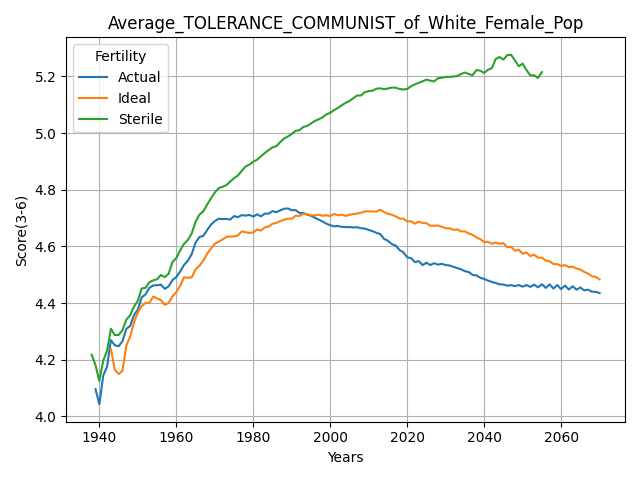 Average_TOLERANCE_COMMUNIST_of_White_Female_Pop
Fertility
Actual
Ideal
Sterile
Score(3-6)
5.2
5.0
4.8
4.6
4.4
4.2
4.0
1940 1960 1980 2000 2020 2040 2060
Years